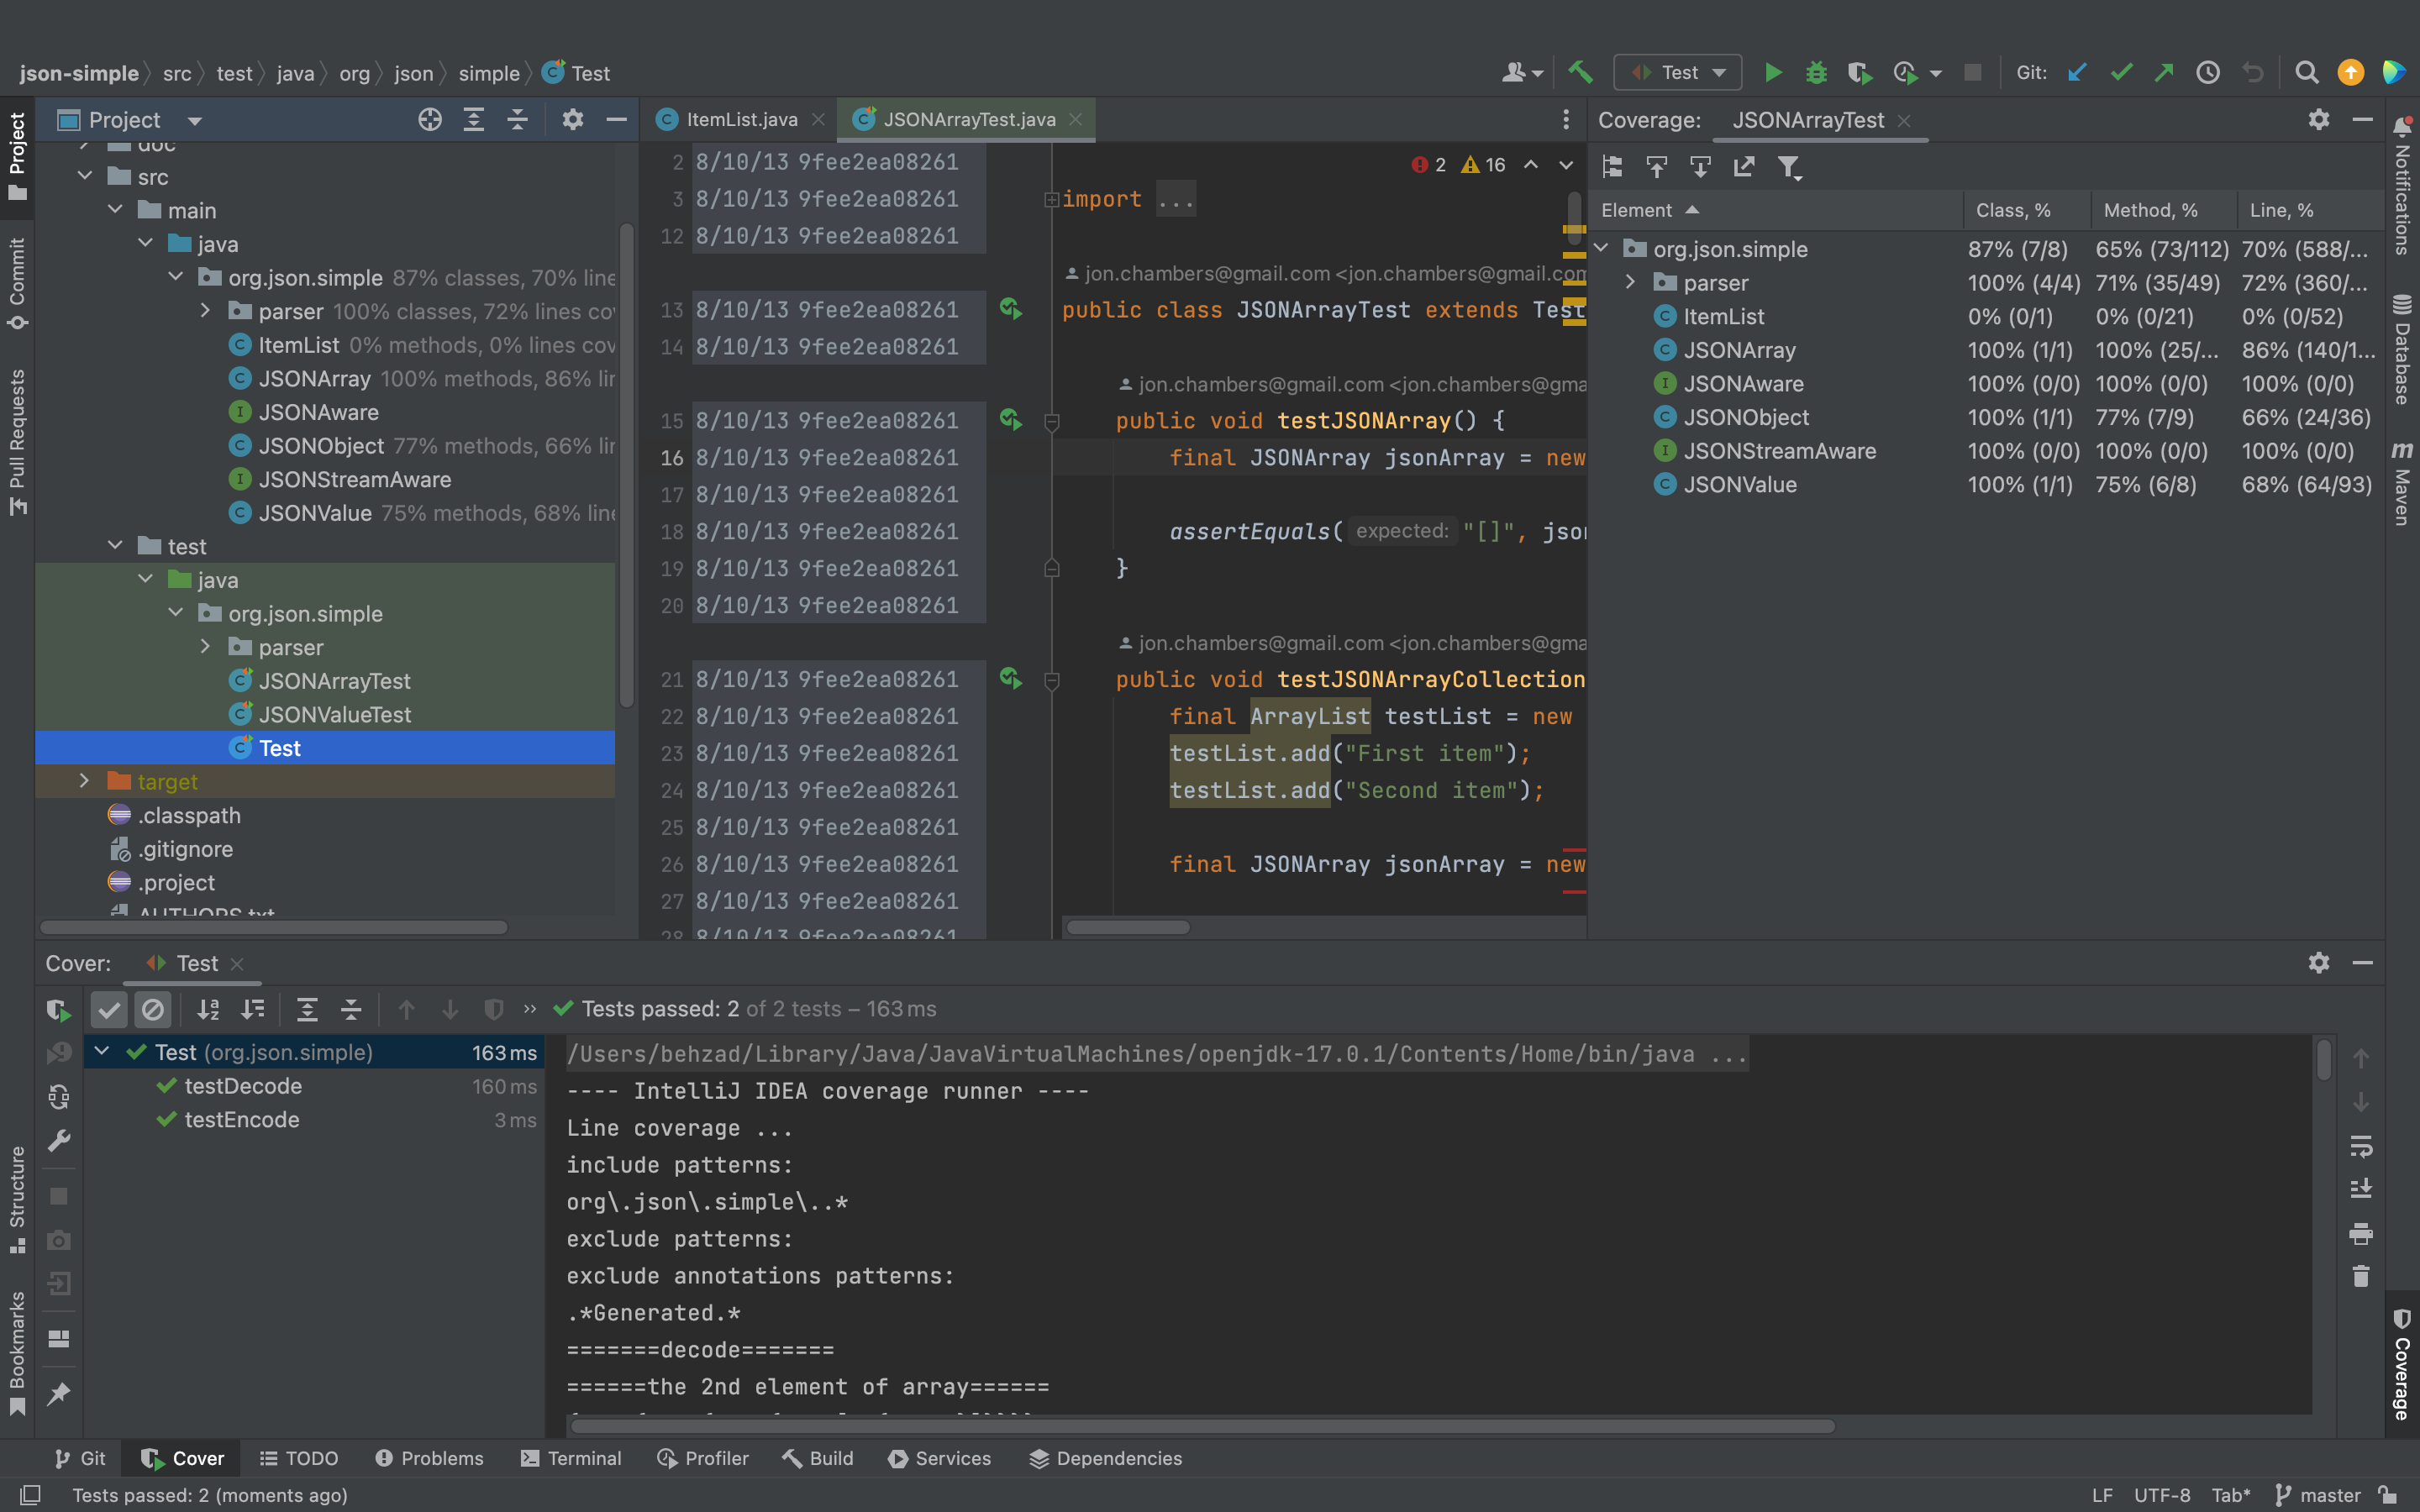 json-simple src test java org json simple Test
Test
Git:
Project
ItemList.java
JSONArrayTest.java
Coverage: JSONArrayTest
Project
Commit
Pull Requests
Structure
Bookmarks
doc
src
main
java
org.json.simple 87% classes, 70% line
parser 100% classes, 72% lines co
ItemList 0% methods, 0% lines cov
JSONArray 100% methods, 86% lin
JSONAware
JSONObject 77% methods, 66% li
JSONStreamAware
JSONValue 75% methods, 68% line
test
java
org.json.simple
parser
JSONArrayTest
JSONValueTest
Test
target
.classpath
.gitignore
.project
AUTHORS.txt
2 8/10/13 9fee2ea08261
2 16
3 8/10/13 9fee2ea08261 import ...
12 8/10/13 9fee2ea08261
jon.chambers@gmail.com <jon.chambers@gmail.com
13 8/10/13 9fee2ea08261 public class JSONArrayTest extends Test
14 8/10/13 9fee2ea08261
jon.chambers@gmail.com <jon.chambers@gma
15 8/10/13 9fee2ea08261 public void testJSONArray() {
16 8/10/13 9fee2ea08261 final JSONArray jsonArray = new
17 8/10/13 9fee2ea08261
18 8/10/13 9fee2ea08261 assertEquals( expected: "[]", jso
19 8/10/13 9fee2ea08261 }
20 8/10/13 9fee2ea08261
jon.chambers@gmail.com <jon.chambers@gma
21 8/10/13 9fee2ea08261 public void testJSONArrayCollection
22 8/10/13 9fee2ea08261 final ArrayList testList = new
23 8/10/13 9fee2ea08261 testList.add("First item");
24 8/10/13 9fee2ea08261 testList.add("Second item");
25 8/10/13 9fee2ea08261
26 8/10/13 9fee2ea08261 final JSONArray jsonArray = new
27 8/10/13 9fee2ea08261
28 8/10/13 9fee2ea08261
Element Class, % Method, % Line, %
org.json.simple 87% (7/8) 65% (73/112) 70% (588/...
parser 100% (4/4) 71% (35/49) 72% (360/...
ItemList 0% (0/1) 0% (0/21) 0% (0/52)
JSONArray 100% (1/1) 100% (25/... 86% (140/1...
JSONAware 100% (0/0) 100% (0/0) 100% (0/0)
JSONObject 100% (1/1) 77% (7/9) 66% (24/36)
JSONStreamAware 100% (0/0) 100% (0/0) 100% (0/0)
JSONValue 100% (1/1) 75% (6/8) 68% (64/93)
Notifications
Database
Maven
Coverage
Cover: Test
Tests passed: 2 of 2 tests – 163 ms
Test (org.json.simple) 163 ms
testDecode 160 ms
testEncode 3 ms
/Users/behzad/Library/Java/JavaVirtualMachines/openjdk-17.0.1/Contents/Home/bin/java ...
---- IntelliJ IDEA coverage runner ----
Line coverage ...
include patterns:
org\.json\.simple\..*
exclude patterns:
exclude annotations patterns:
.*Generated.*
=======decode=======
======the 2nd element of array======
Git Cover TODO Problems Terminal Profiler Build Services Dependencies
Tests passed: 2 (moments ago)
LF UTF-8 Tab* master